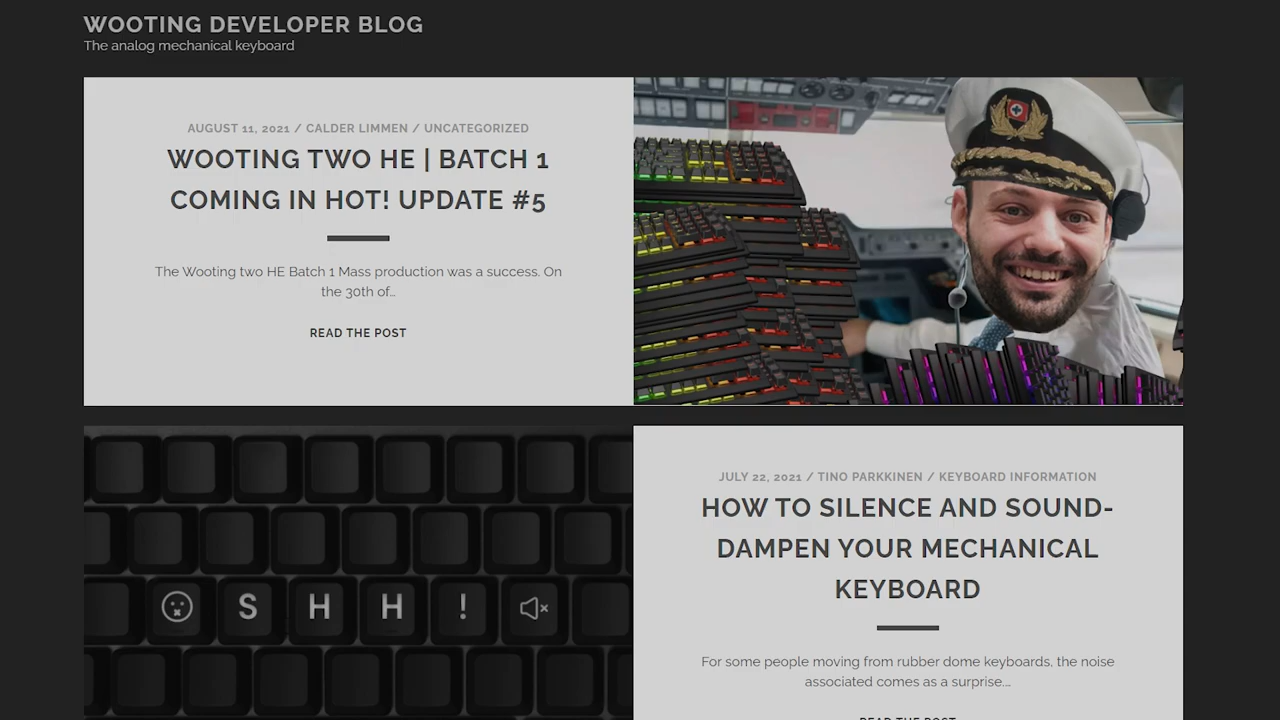 WOOTING DEVELOPER BLOG
The analog mechanical keyboard
AUGUST 11, 2021 / CALDER LIMMEN / UNCATEGORIZED
WOOTING TWO HE | BATCH 1
COMING IN HOT! UPDATE #5
The Wooting two HE Batch 1 Mass production was a success. On
the 30th of…
READ THE POST
S H H !
JULY 22, 2021 / TINO PARKKINEN / KEYBOARD INFORMATION
HOW TO SILENCE AND SOUND-
DAMPEN YOUR MECHANICAL
KEYBOARD
For some people moving from rubber dome keyboards, the noise
associated comes as a surprise.…
READ THE POST